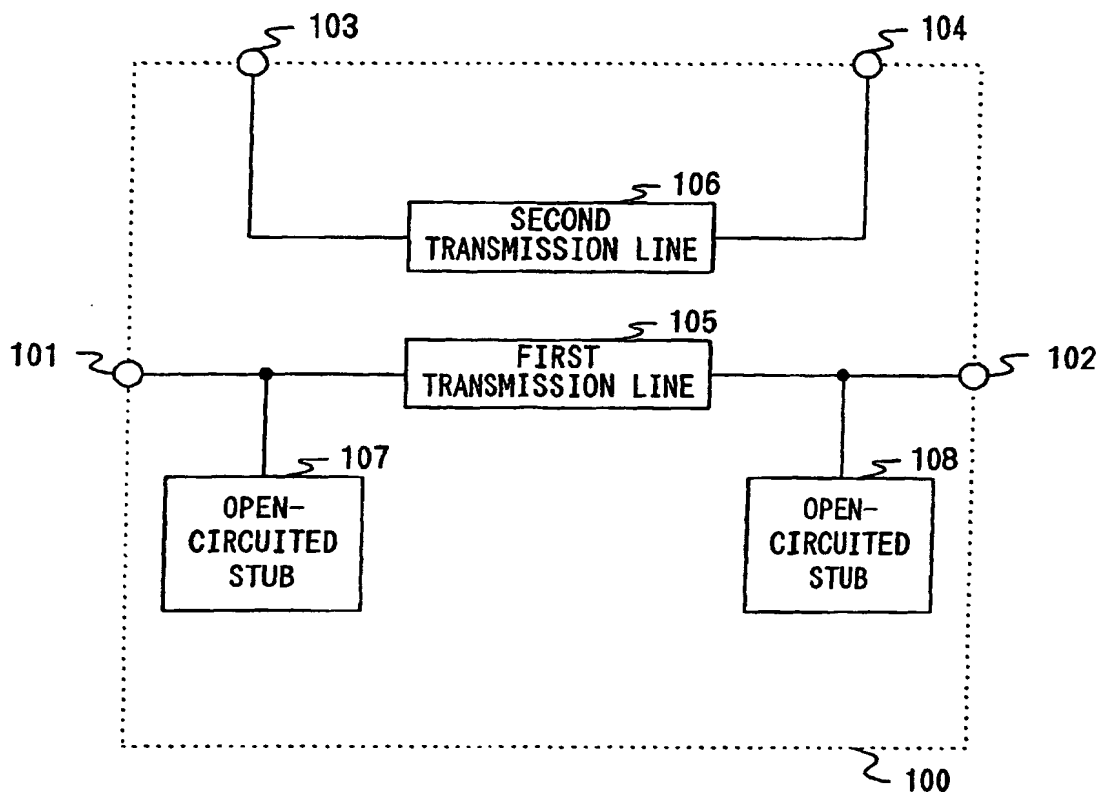 103
104
106
SECOND
TRANSMISSION LINE
105
101
FIRST
TRANSMISSION LINE
102
107
108
OPEN-
CIRCUITED
STUB
OPEN-
CIRCUITED
STUB
100